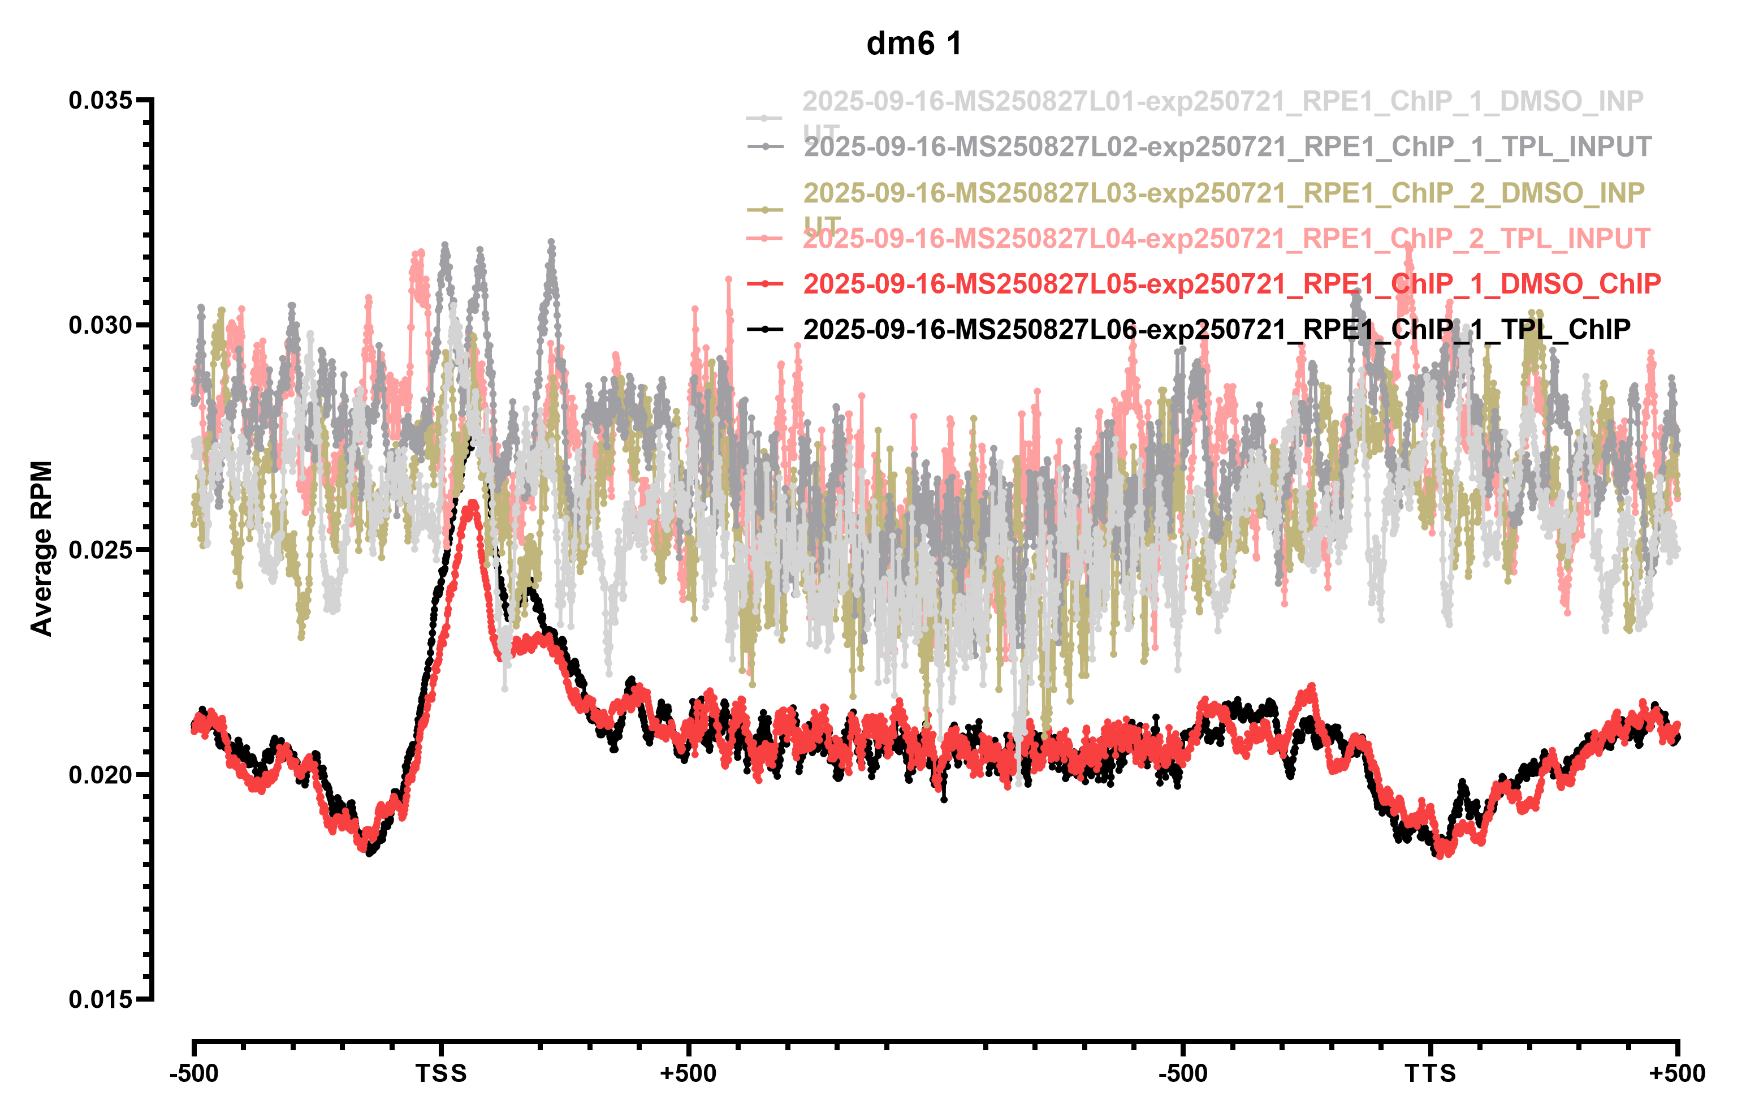 dm6 1
0.035
0.030
0.025
0.020
0.015
Average RPM
2025-09-16-MS250827L01-exp250721_RPE1_ChIP_1_DMSO_INP
UT
2025-09-16-MS250827L02-exp250721_RPE1_ChIP_1_TPL_INPUT
2025-09-16-MS250827L03-exp250721_RPE1_ChIP_2_DMSO_INP
UT
2025-09-16-MS250827L04-exp250721_RPE1_ChIP_2_TPL_INPUT
2025-09-16-MS250827L05-exp250721_RPE1_ChIP_1_DMSO_ChIP
2025-09-16-MS250827L06-exp250721_RPE1_ChIP_1_TPL_ChIP
-500 TSS +500 -500 TTS +500